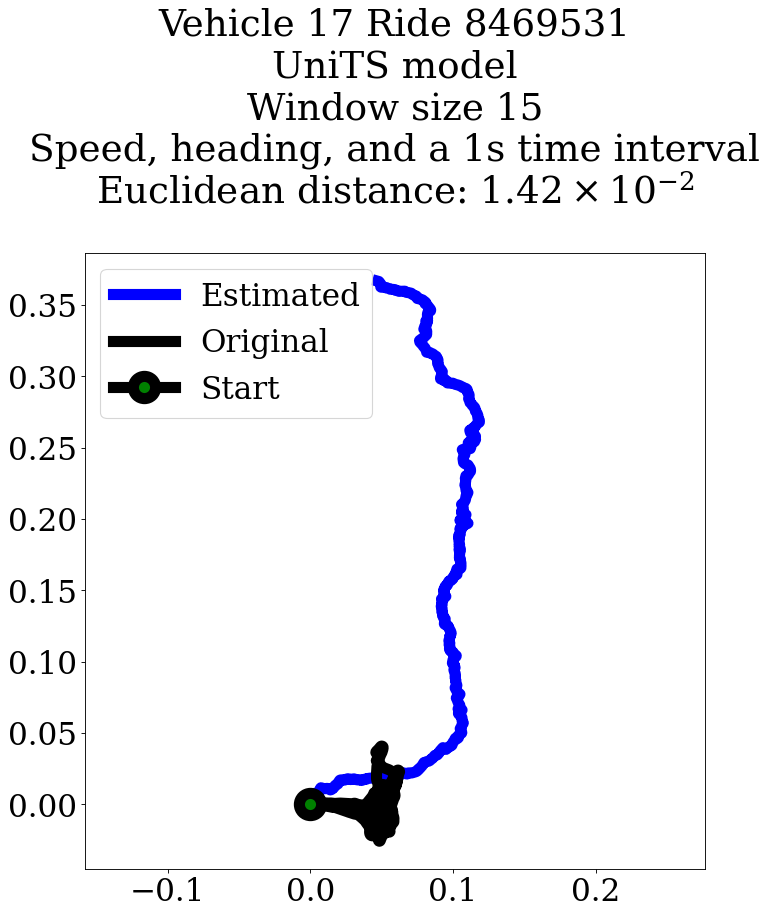 Vehicle 17 Ride 8469531
UniTS model
Window size 15
Speed, heading, and a 1s time interval
Euclidean distance: 1.42 × 10⁻²
Estimated
Original
Start
0.35
0.30
0.25
0.20
0.15
0.10
0.05
0.00
−0.1 0.0 0.1 0.2